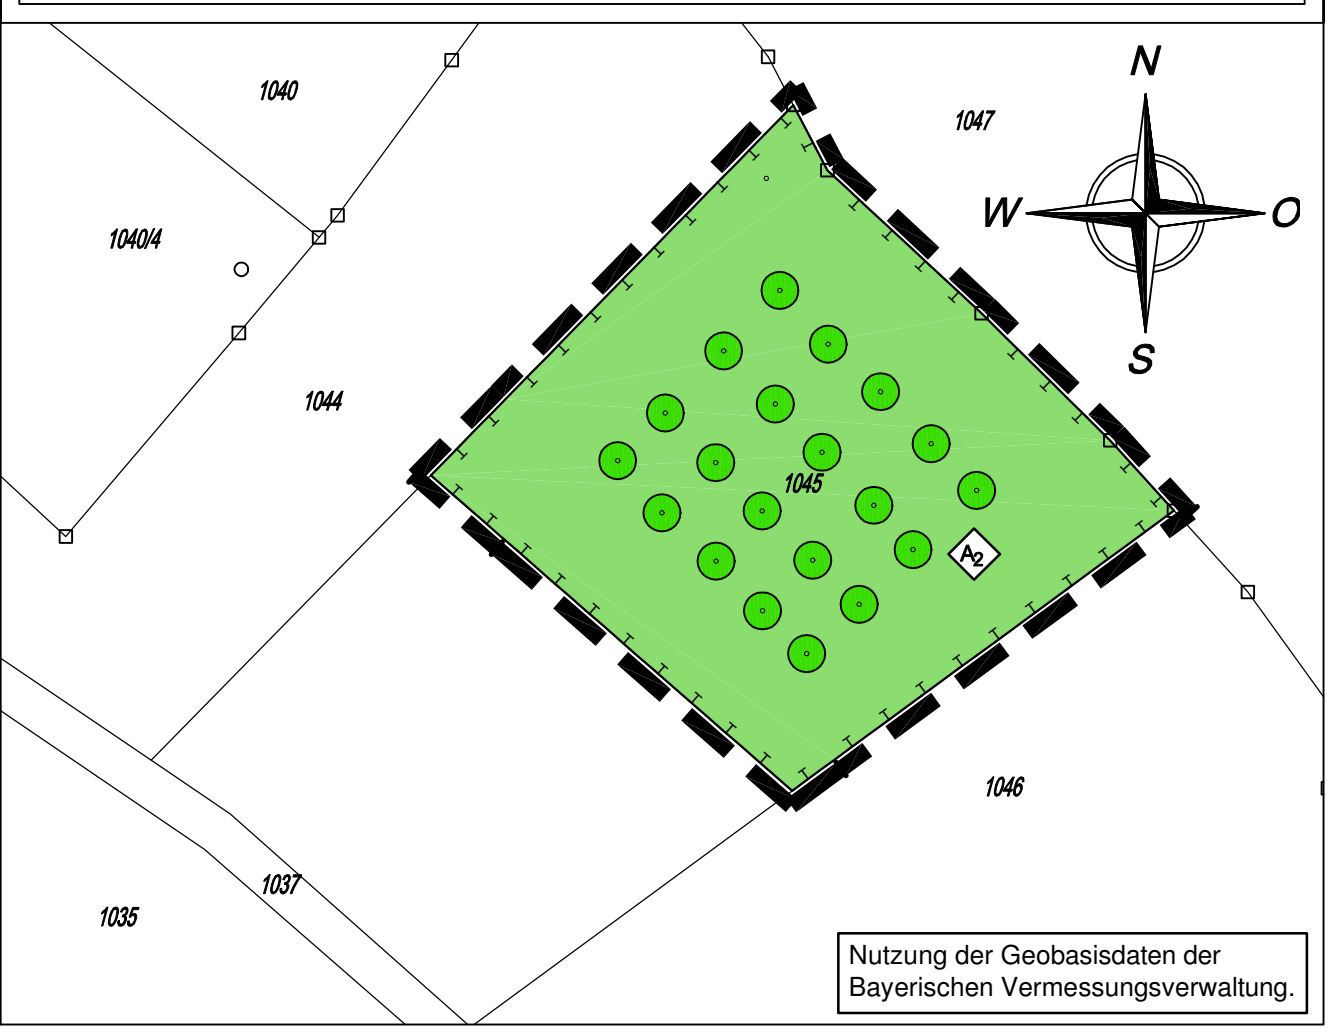 1040
N
1047
W
O
1040/4
S
1044
1045
A2
1046
1037
1035
Nutzung der Geobasisdaten der
Bayerischen Vermessungsverwaltung.